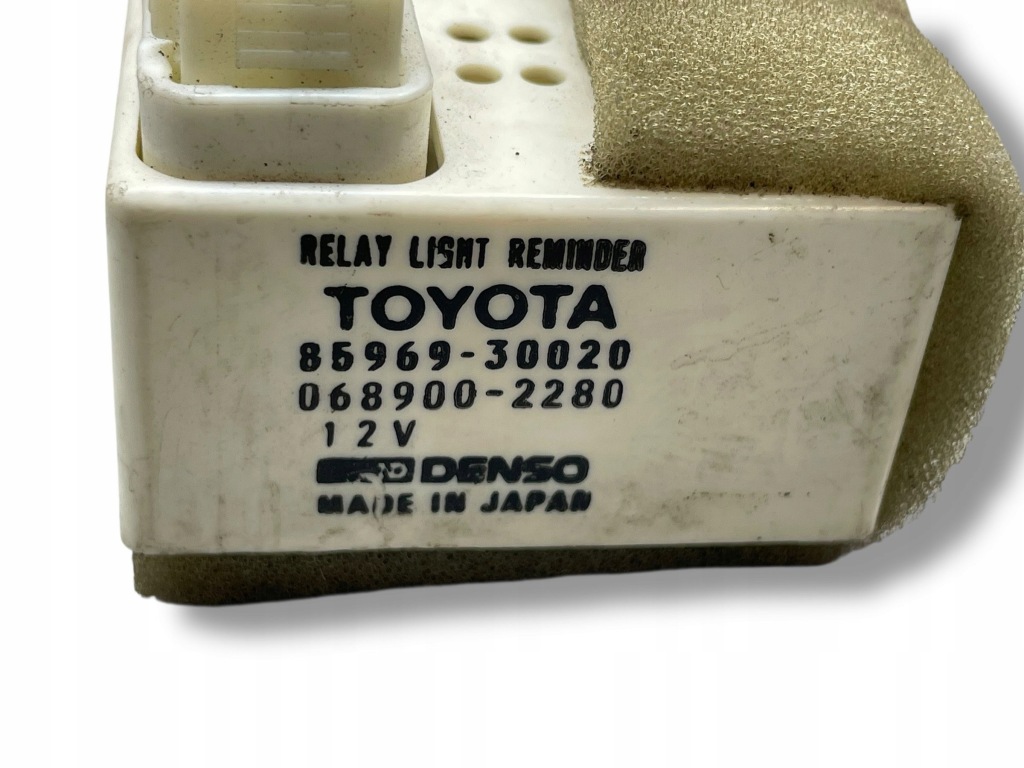 RELAY LIGHT REMINDER
TOYOTA
85969-30020
068900-2280
12V
DENSO
MADE IN JAPAN